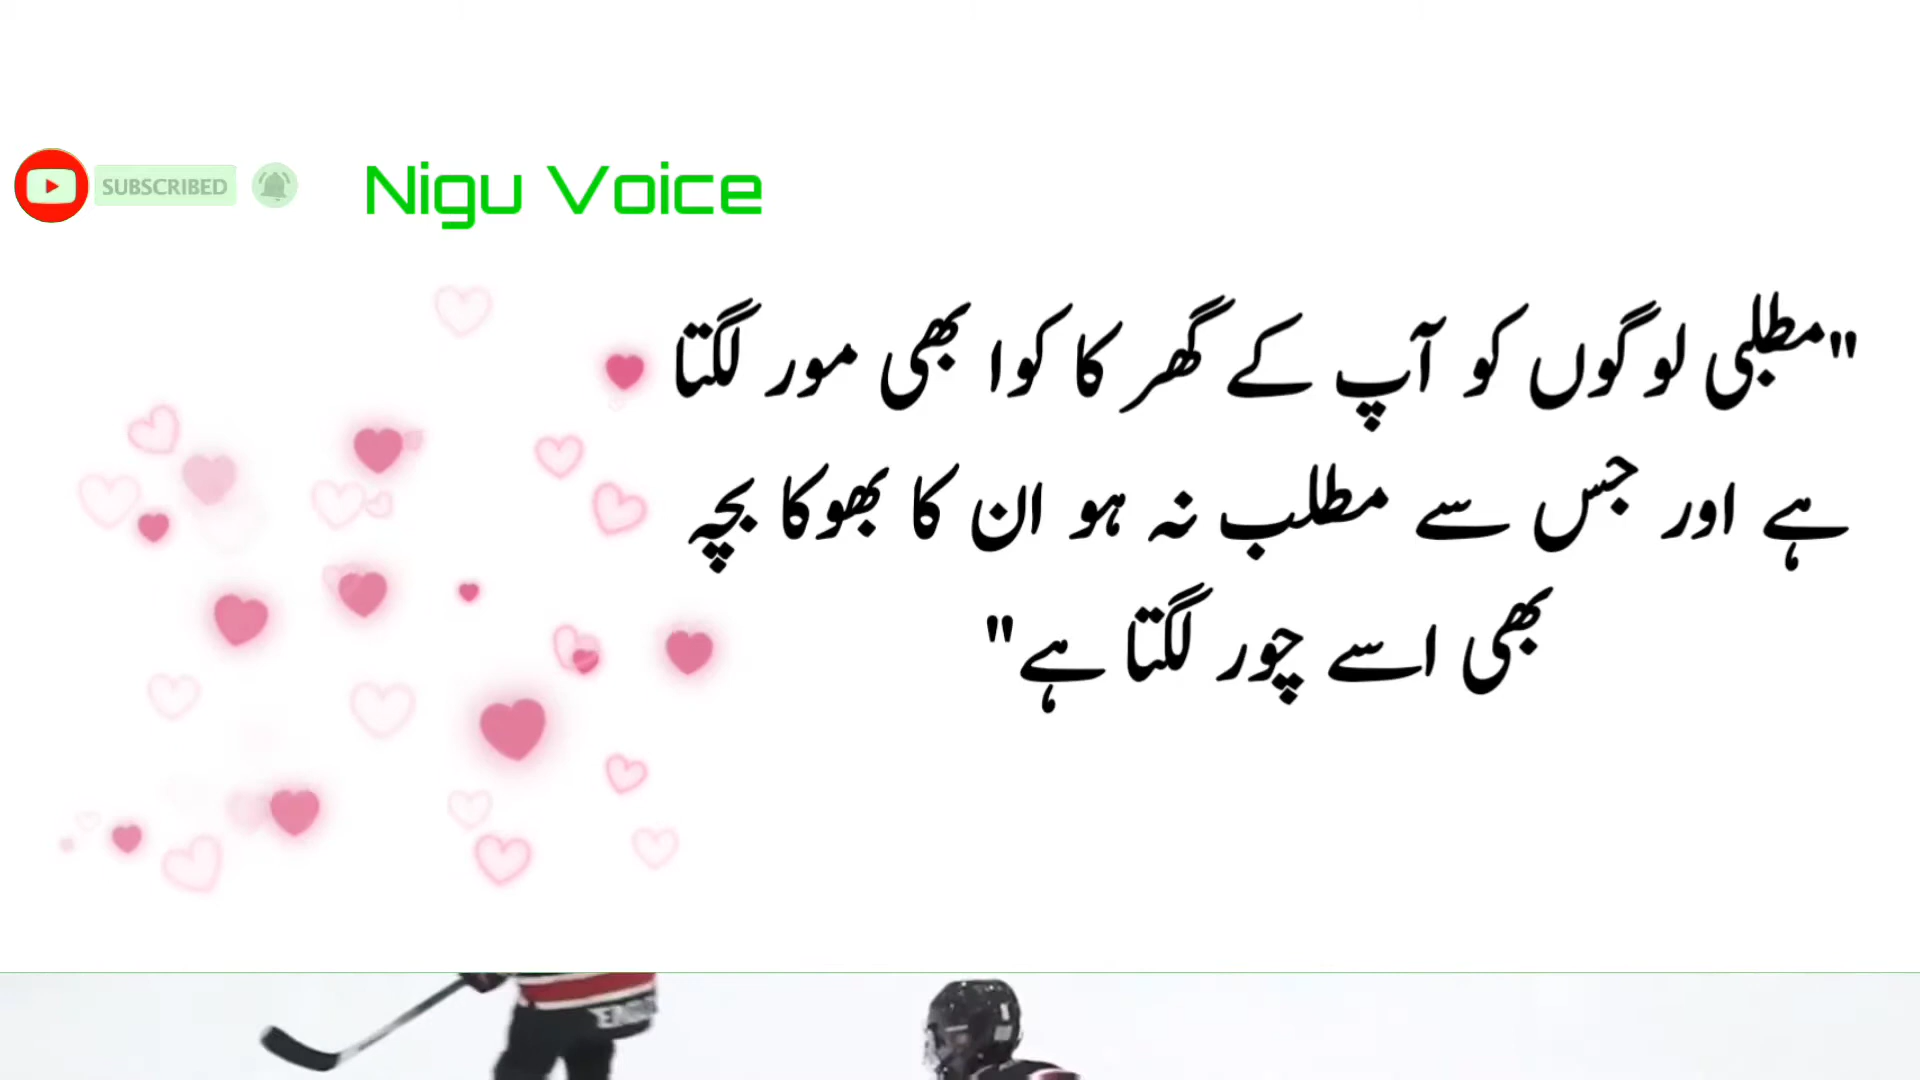 SUBSCRIBED
Nigu Voice
"مطلبی لوگوں کو آپ کے گھر کا کوا بھی مور لگتا
ہے اور جس سے مطلب نہ ہو ان کا بھوکا بچہ
بھی اسے چور لگتا ہے"